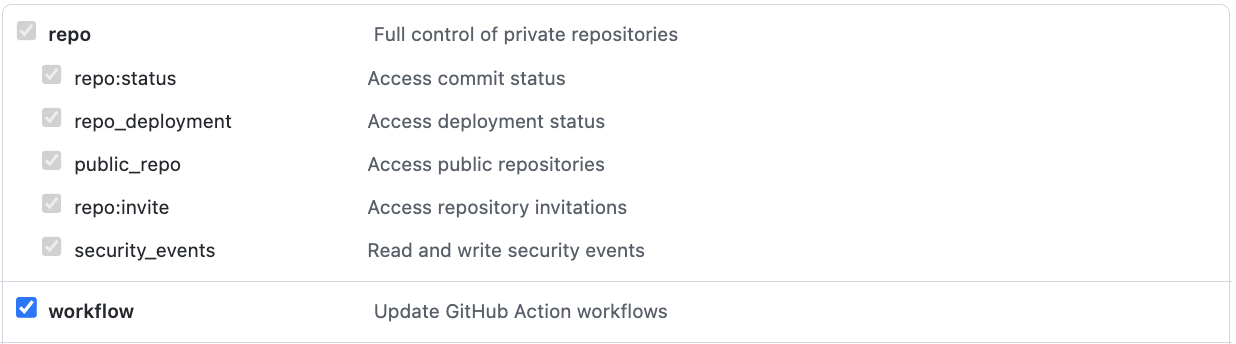 repo Full control of private repositories
repo:status Access commit status
repo_deployment Access deployment status
public_repo Access public repositories
repo:invite Access repository invitations
security_events Read and write security events
workflow Update GitHub Action workflows